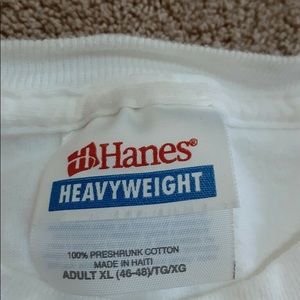 Hanes®
HEAVYWEIGHT
100% PRESHRUNK COTTON
MADE IN HAITI
ADULT XL (46-48)/TG/XG